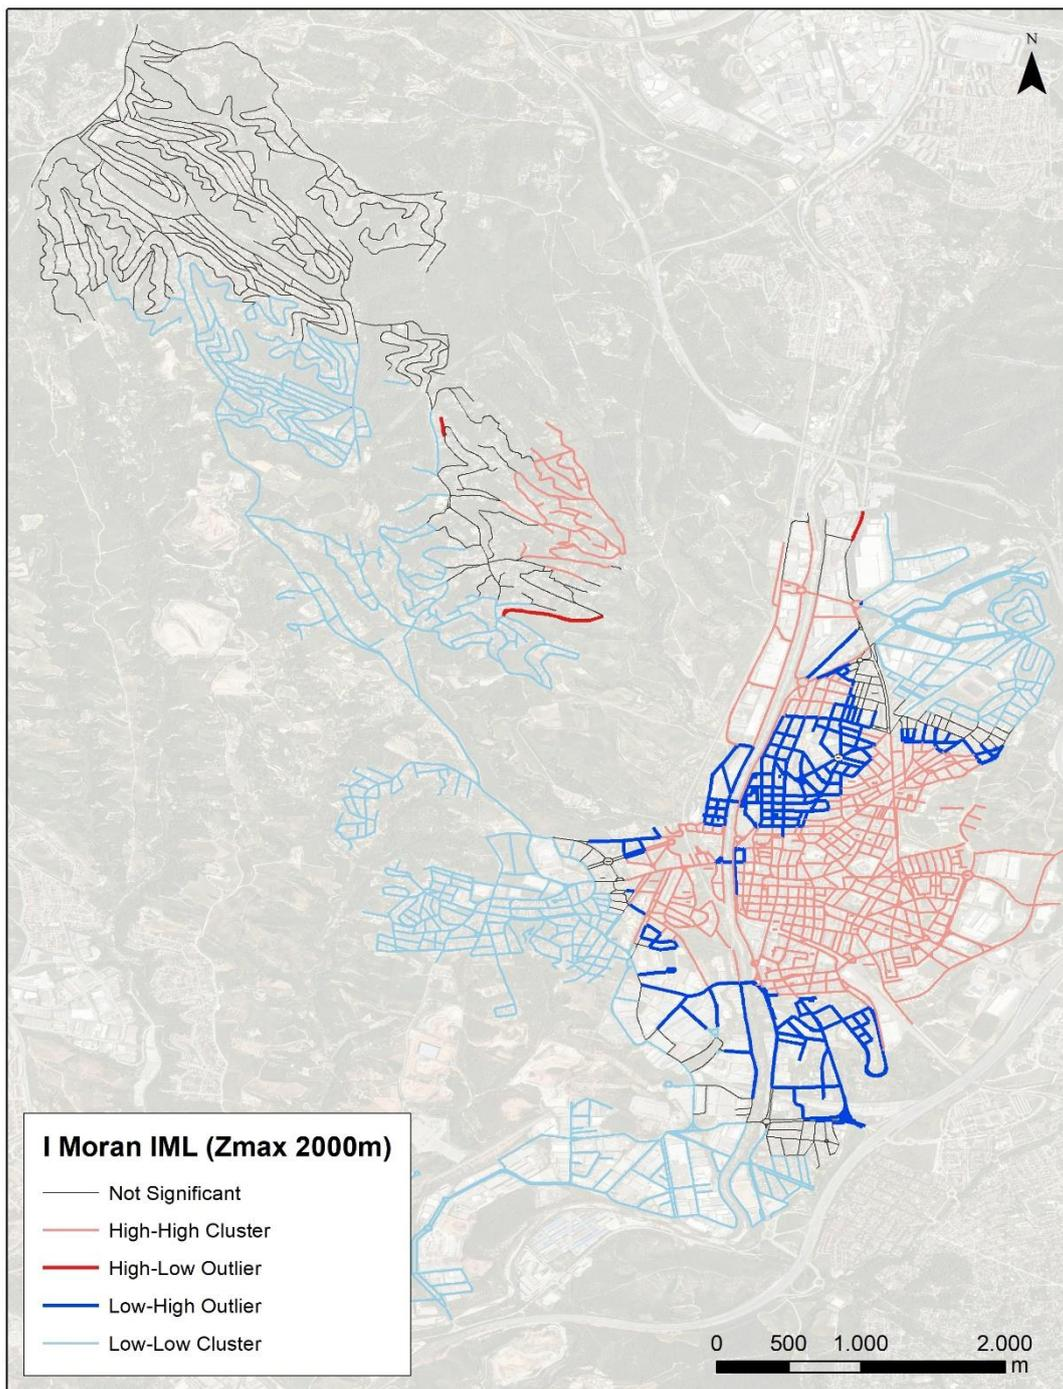 N
I Moran IML (Zmax 2000m)
Not Significant
High-High Cluster
High-Low Outlier
Low-High Outlier
Low-Low Cluster
0 500 1.000 2.000
m